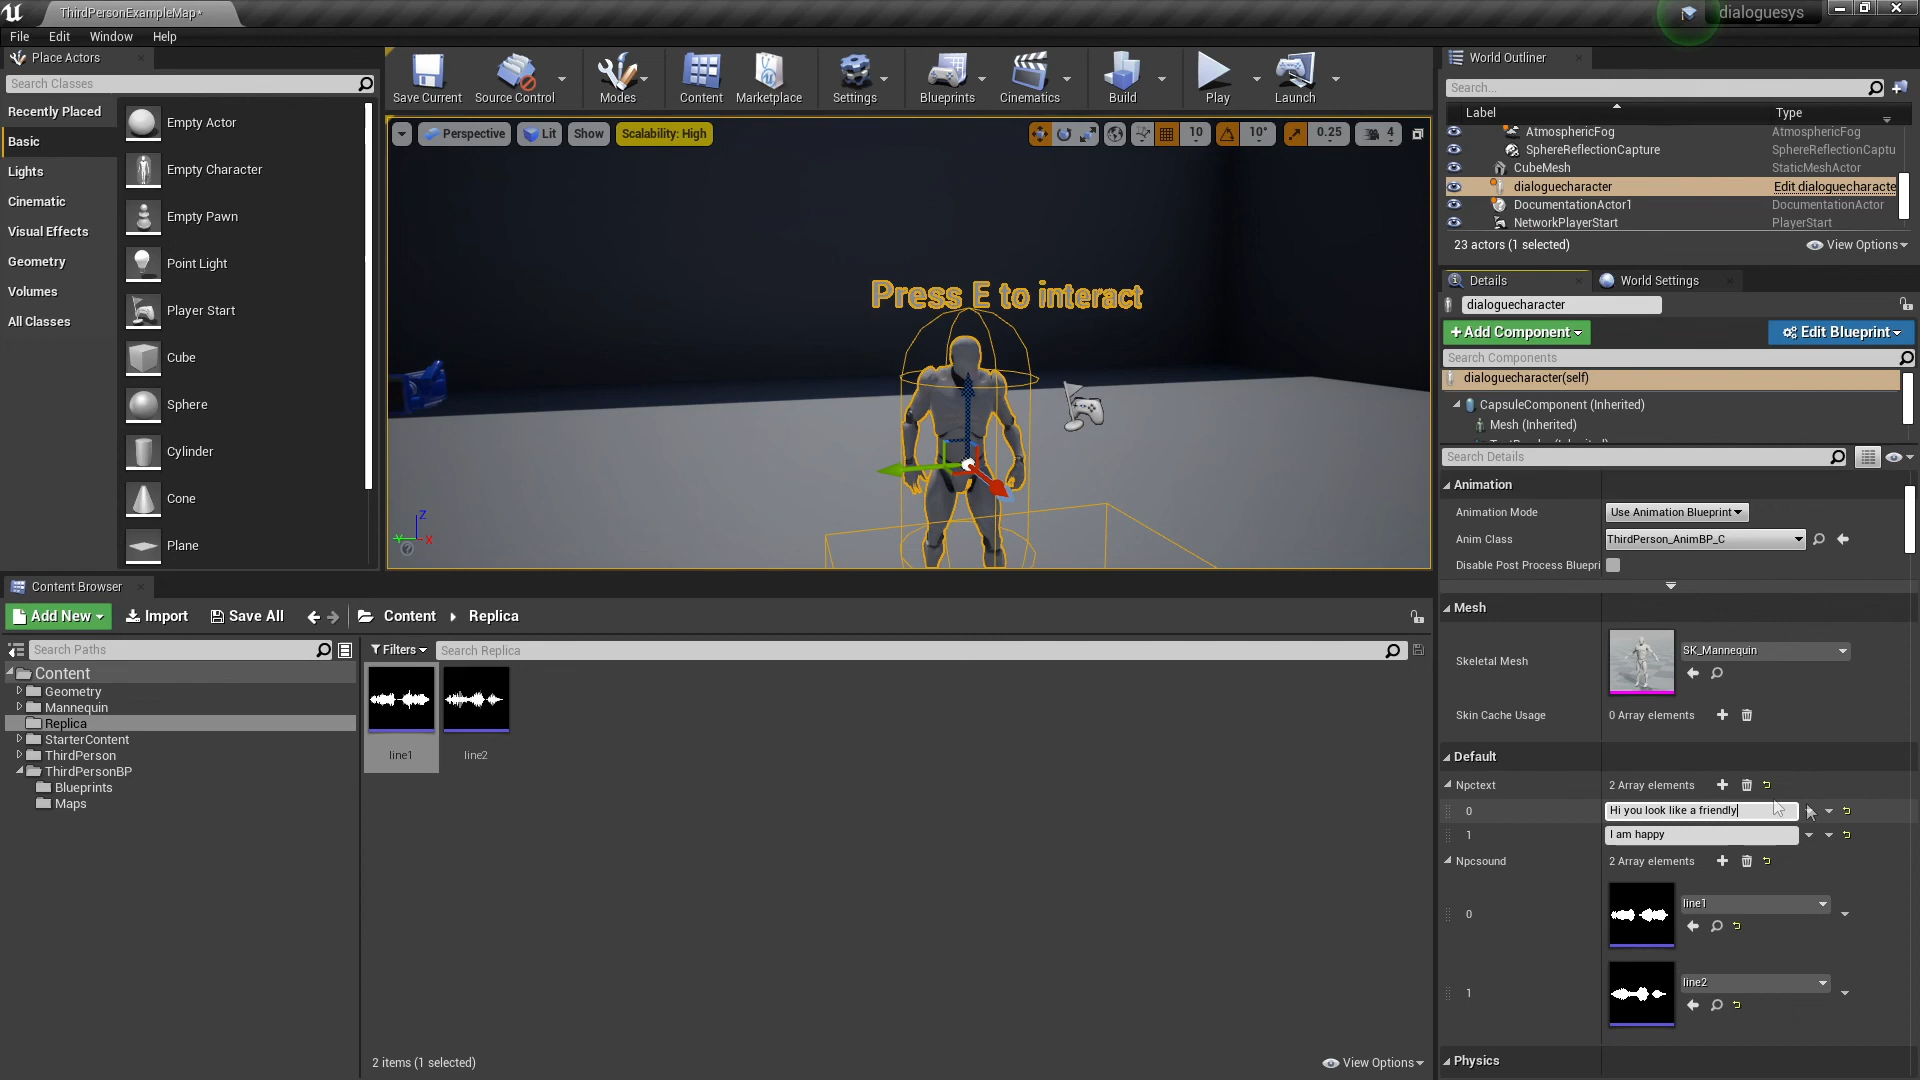 ThirdPersonExampleMap*
dialoguesys
File
Edit
Window
Help
Place Actors
Search Classes
Recently Placed
Basic
Lights
Cinematic
Visual Effects
Geometry
Volumes
All Classes
Empty Actor
Empty Character
Empty Pawn
Point Light
Player Start
Cube
Sphere
Cylinder
Cone
Plane
Save Current
Source Control
Modes
Content
Marketplace
Settings
Blueprints
Cinematics
Build
Play
Launch
Perspective
Lit
Show
Scalability: High
10
10°
0.25
4
Press E to interact
Z
Y
X
World Outliner
Search...
Label
Type
AtmosphericFog
AtmosphericFog
SphereReflectionCapture
SphereReflectionCaptu
CubeMesh
StaticMeshActor
dialoguecharacter
Edit dialoguecharacte
DocumentationActor1
DocumentationActor
NetworkPlayerStart
PlayerStart
23 actors (1 selected)
View Options
Details
World Settings
dialoguecharacter
+Add Component
Edit Blueprint
Search Components
dialoguecharacter(self)
CapsuleComponent (Inherited)
Mesh (Inherited)
Search Details
Animation
Animation Mode
Use Animation Blueprint
Anim Class
ThirdPerson_AnimBP_C
Disable Post Process Bluepri
Mesh
Skeletal Mesh
SK_Mannequin
Skin Cache Usage
0 Array elements
Default
Npctext
2 Array elements
0
Hi you look like a friendly
1
I am happy
Npcsound
2 Array elements
0
line1
1
line2
Physics
Content Browser
Add New
Import
Save All
Content
Replica
Search Paths
Filters
Search Replica
Content
Geometry
Mannequin
Replica
StarterContent
ThirdPerson
ThirdPersonBP
Blueprints
Maps
line1
line2
2 items (1 selected)
View Options